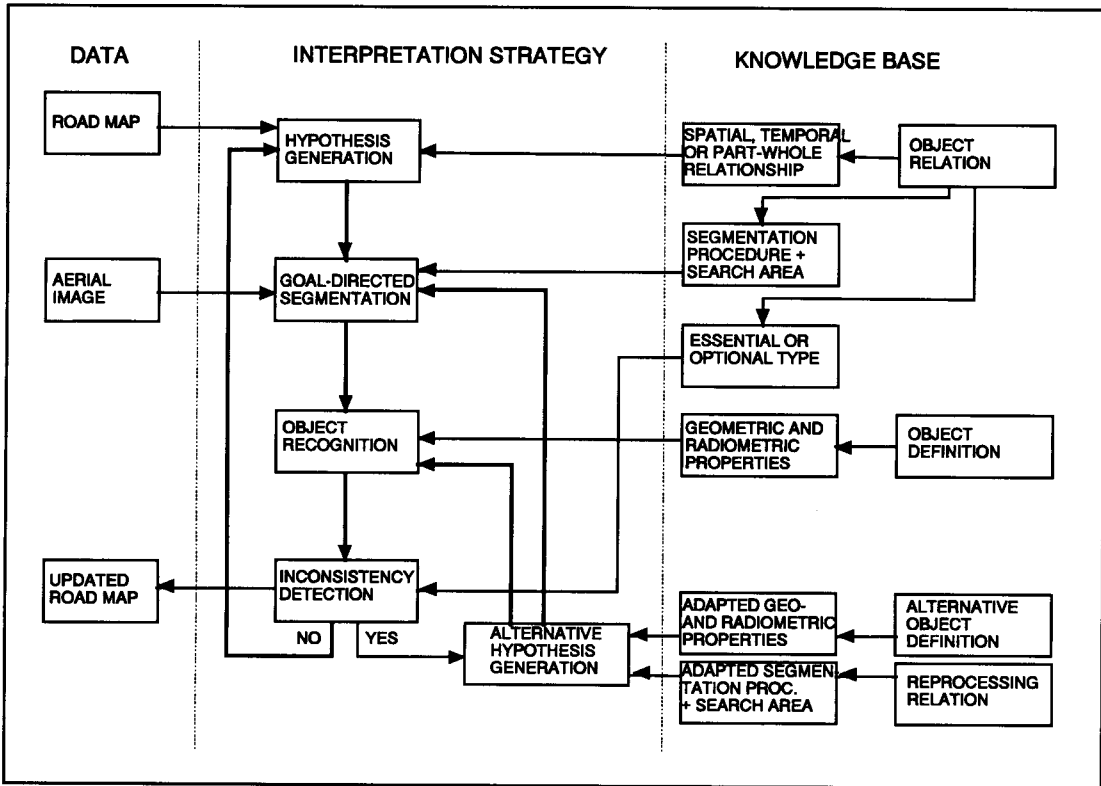 DATA
INTERPRETATION STRATEGY
KNOWLEDGE BASE
ROAD MAP
HYPOTHESIS
GENERATION
SPATIAL, TEMPORAL
OR PART-WHOLE
RELATIONSHIP
OBJECT
RELATION
SEGMENTATION
PROCEDURE +
SEARCH AREA
AERIAL
IMAGE
GOAL-DIRECTED
SEGMENTATION
ESSENTIAL OR
OPTIONAL TYPE
OBJECT
RECOGNITION
GEOMETRIC AND
RADIOMETRIC
PROPERTIES
OBJECT
DEFINITION
UPDATED
ROAD MAP
INCONSISTENCY
DETECTION
NO
YES
ALTERNATIVE
HYPOTHESIS
GENERATION
ADAPTED GEO-
AND RADIOMETRIC
PROPERTIES
ALTERNATIVE
OBJECT
DEFINITION
ADAPTED SEGMEN-
TATION PROC.
+ SEARCH AREA
REPROCESSING
RELATION